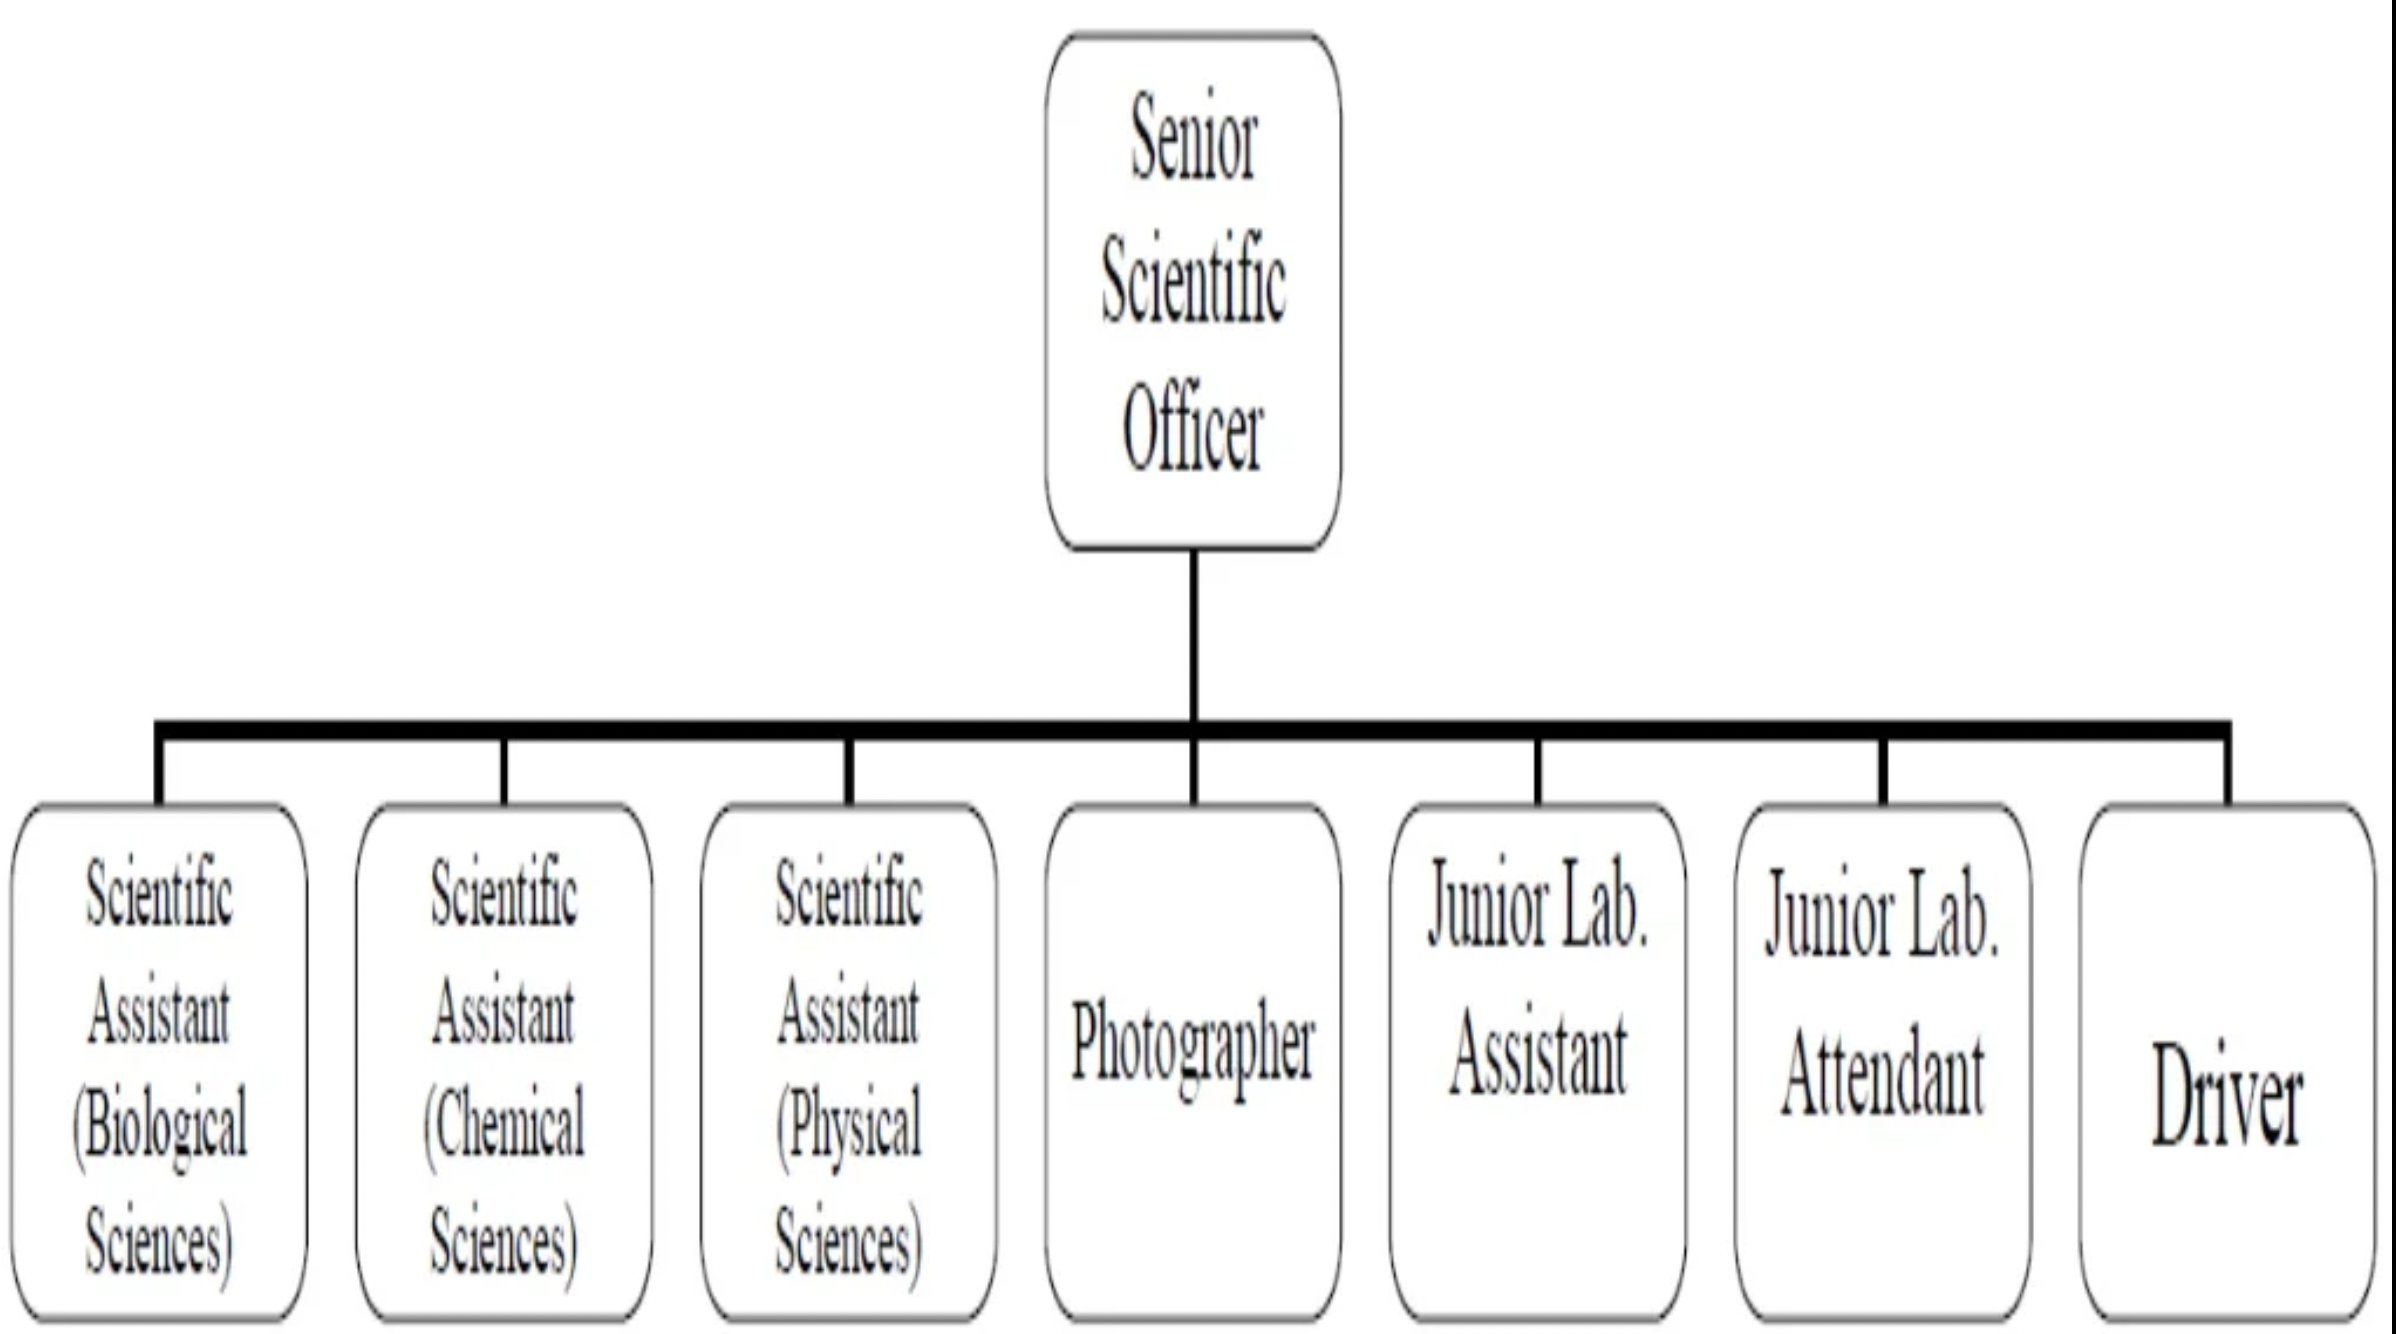 Senior
Scientific
Officer
Scientific
Assistant
(Biological
Sciences)
Scientific
Assistant
(Chemical
Sciences)
Scientific
Assistant
(Physical
Sciences)
Photographer
Junior Lab.
Assistant
Junior Lab.
Attendant
Driver